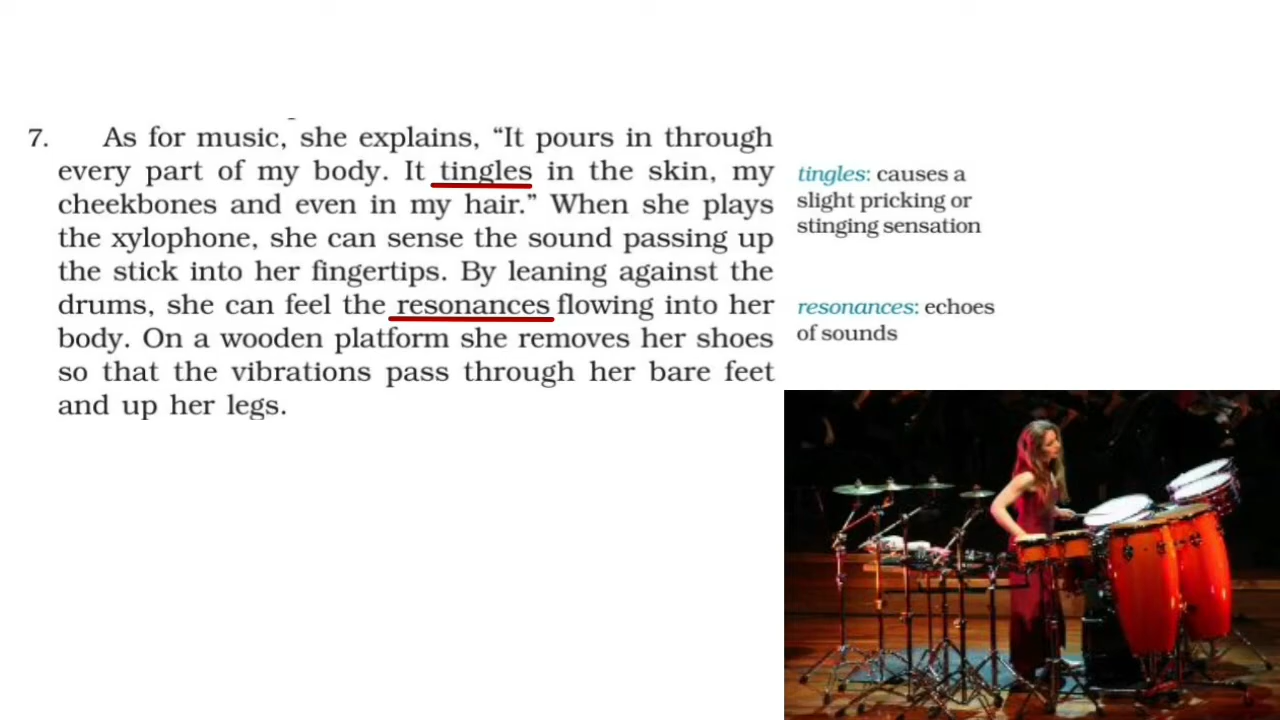 7. As for music, she explains, “It pours in through
every part of my body. It tingles in the skin, my
cheekbones and even in my hair.” When she plays
the xylophone, she can sense the sound passing up
the stick into her fingertips. By leaning against the
drums, she can feel the resonances flowing into her
body. On a wooden platform she removes her shoes
so that the vibrations pass through her bare feet
and up her legs.
tingles: causes a
slight pricking or
stinging sensation
resonances: echoes
of sounds